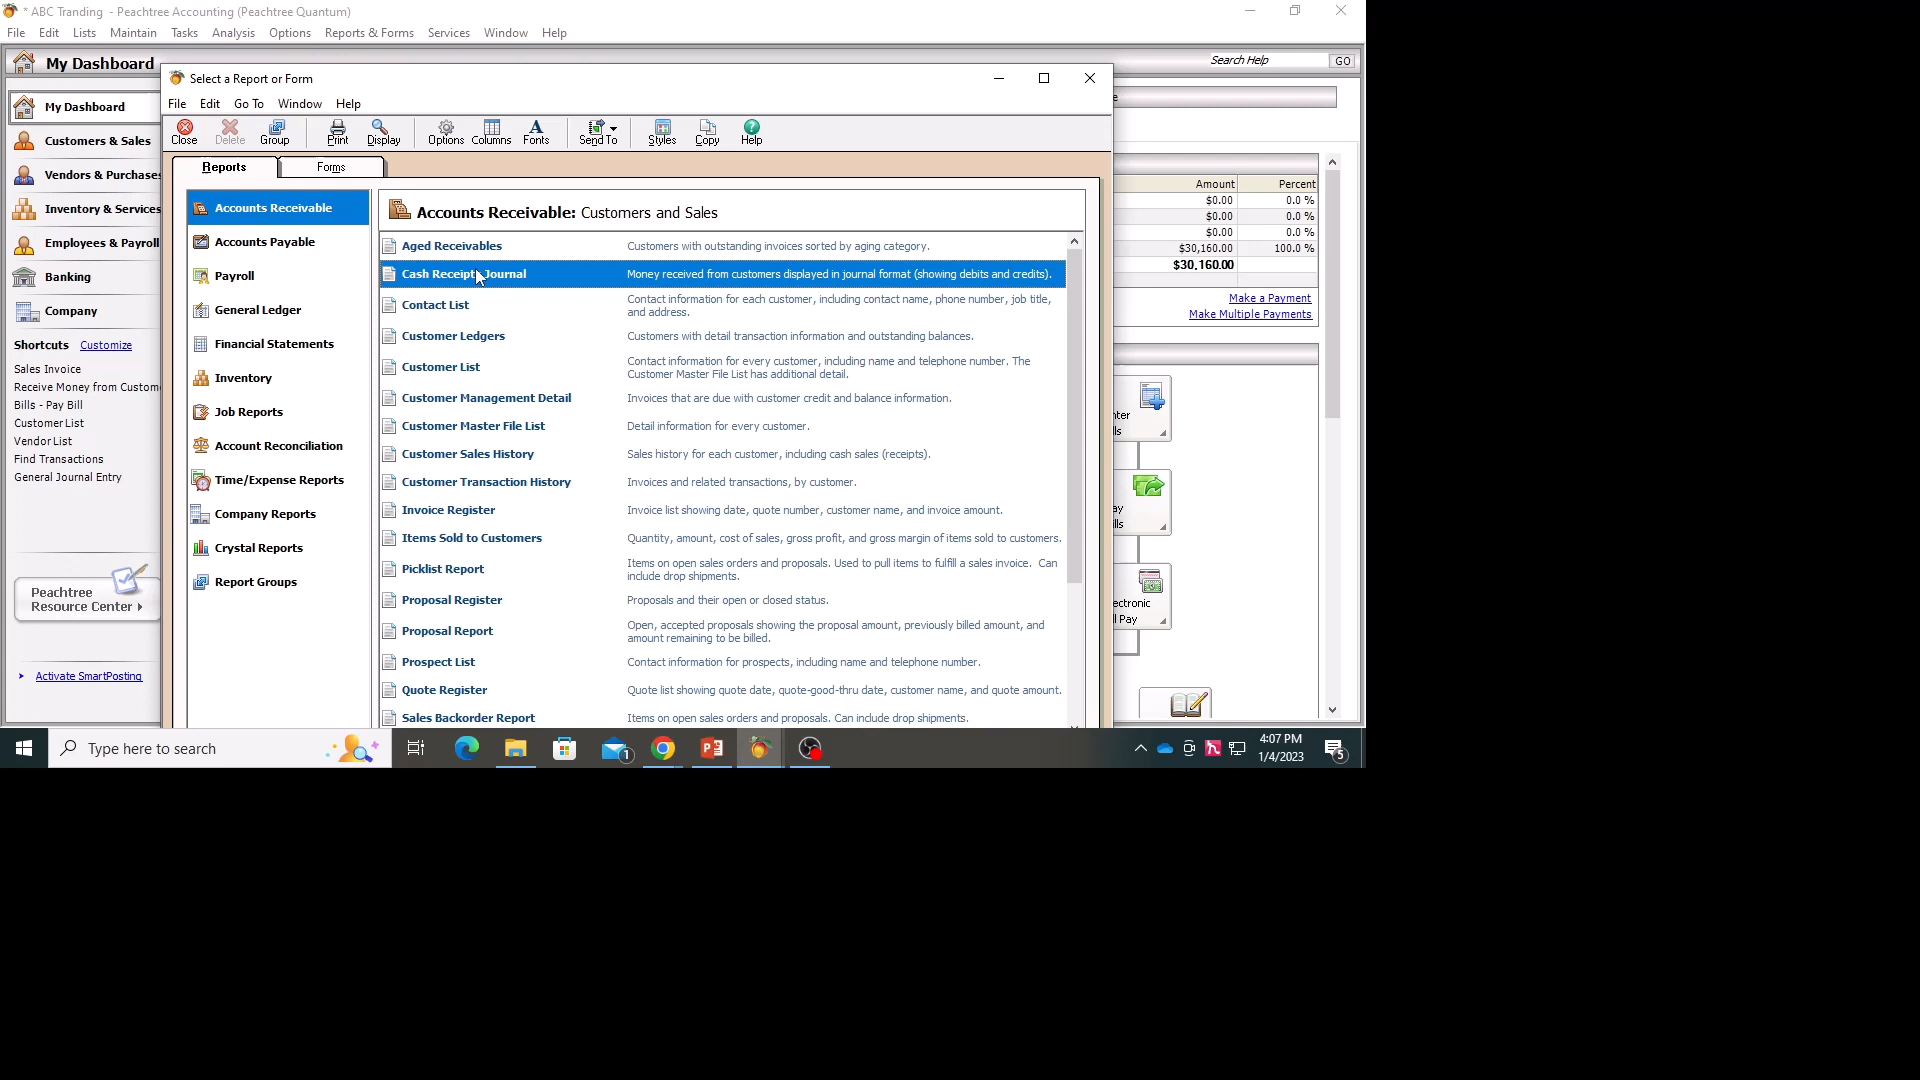 * ABC Tranding - Peachtree Accounting (Peachtree Quantum)
File Edit Lists Maintain Tasks Analysis Options Reports & Forms Services Window Help
My Dashboard
Search Help GO
Select a Report or Form
File Edit Go To Window Help
Close Delete Group Print Display Options Columns Fonts Send To Styles Copy Help
Reports Forms
My Dashboard
Customers & Sales
Vendors & Purchases
Inventory & Services
Employees & Payroll
Banking
Company
Shortcuts Customize
Sales Invoice
Receive Money from Custom
Bills - Pay Bill
Customer List
Vendor List
Find Transactions
General Journal Entry
Peachtree
Resource Center
Activate SmartPosting
Accounts Receivable
Accounts Payable
Payroll
General Ledger
Financial Statements
Inventory
Job Reports
Account Reconciliation
Time/Expense Reports
Company Reports
Crystal Reports
Report Groups
Accounts Receivable: Customers and Sales
Aged Receivables Customers with outstanding invoices sorted by aging category.
Cash Receipts Journal Money received from customers displayed in journal format (showing debits and credits).
Contact List Contact information for each customer, including contact name, phone number, job title,
and address.
Customer Ledgers Customers with detail transaction information and outstanding balances.
Customer List Contact information for every customer, including name and telephone number. The
Customer Master File List has additional detail.
Customer Management Detail Invoices that are due with customer credit and balance information.
Customer Master File List Detail information for every customer.
Customer Sales History Sales history for each customer, including cash sales (receipts).
Customer Transaction History Invoices and related transactions, by customer.
Invoice Register Invoice list showing date, quote number, customer name, and invoice amount.
Items Sold to Customers Quantity, amount, cost of sales, gross profit, and gross margin of items sold to customers.
Picklist Report Items on open sales orders and proposals. Used to pull items to fulfill a sales invoice. Can
include drop shipments.
Proposal Register Proposals and their open or closed status.
Proposal Report Open, accepted proposals showing the proposal amount, previously billed amount, and
amount remaining to be billed.
Prospect List Contact information for prospects, including name and telephone number.
Quote Register Quote list showing quote date, quote-good-thru date, customer name, and quote amount.
Sales Backorder Report Items on open sales orders and proposals. Can include drop shipments.
e
Amount Percent
$0.00 0.0 %
$0.00 0.0 %
$0.00 0.0 %
$30,160.00 100.0 %
$30,160.00
Make a Payment
Make Multiple Payments
nter
lls
ay
ills
ectronic
ll Pay
Type here to search
1
4:07 PM
1/4/2023
5